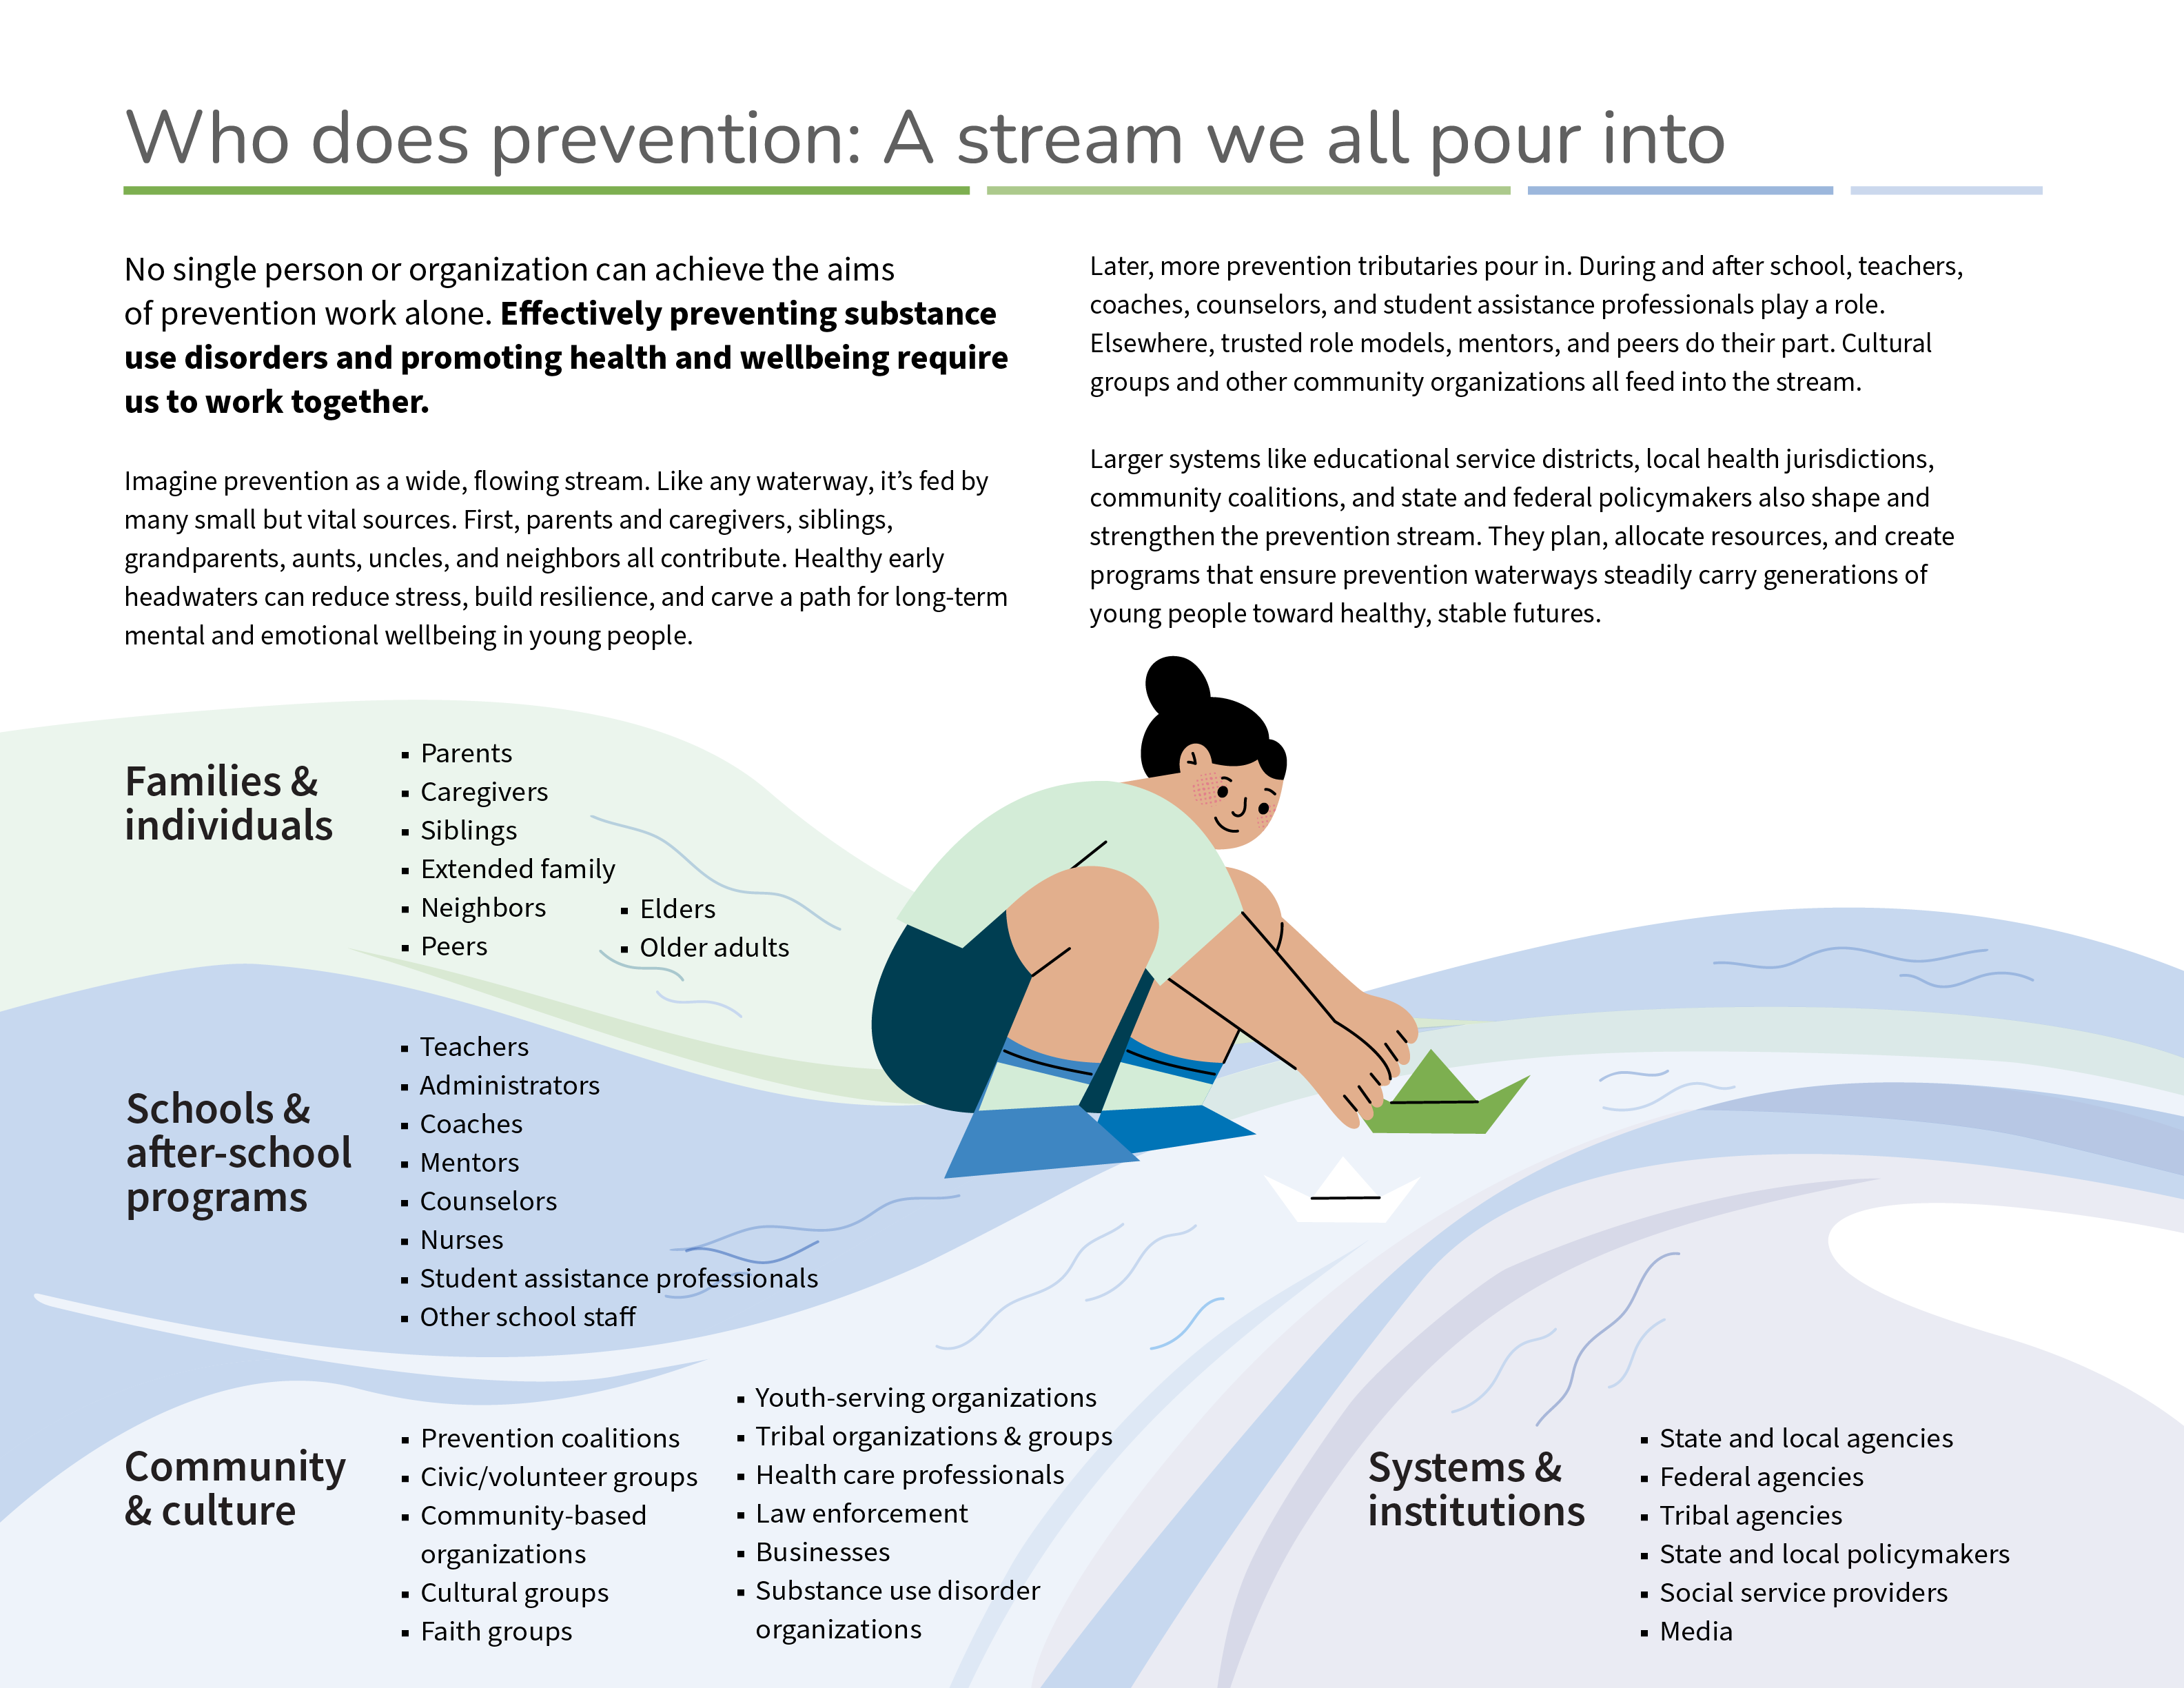 Who does prevention: A stream we all pour into
No single person or organization can achieve the aims
of prevention work alone. Effectively preventing substance
use disorders and promoting health and wellbeing require
us to work together.
Imagine prevention as a wide, flowing stream. Like any waterway, it’s fed by
many small but vital sources. First, parents and caregivers, siblings,
grandparents, aunts, uncles, and neighbors all contribute. Healthy early
headwaters can reduce stress, build resilience, and carve a path for long-term
mental and emotional wellbeing in young people.
Later, more prevention tributaries pour in. During and after school, teachers,
coaches, counselors, and student assistance professionals play a role.
Elsewhere, trusted role models, mentors, and peers do their part. Cultural
groups and other community organizations all feed into the stream.
Larger systems like educational service districts, local health jurisdictions,
community coalitions, and state and federal policymakers also shape and
strengthen the prevention stream. They plan, allocate resources, and create
programs that ensure prevention waterways steadily carry generations of
young people toward healthy, stable futures.
Families &
individuals
▪ Parents
▪ Caregivers
▪ Siblings
▪ Extended family
▪ Neighbors
▪ Peers
▪ Elders
▪ Older adults
Schools &
after-school
programs
▪ Teachers
▪ Administrators
▪ Coaches
▪ Mentors
▪ Counselors
▪ Nurses
▪ Student assistance professionals
▪ Other school staff
Community
& culture
▪ Prevention coalitions
▪ Civic/volunteer groups
▪ Community-based
organizations
▪ Cultural groups
▪ Faith groups
▪ Youth-serving organizations
▪ Tribal organizations & groups
▪ Health care professionals
▪ Law enforcement
▪ Businesses
▪ Substance use disorder
organizations
Systems &
institutions
▪ State and local agencies
▪ Federal agencies
▪ Tribal agencies
▪ State and local policymakers
▪ Social service providers
▪ Media